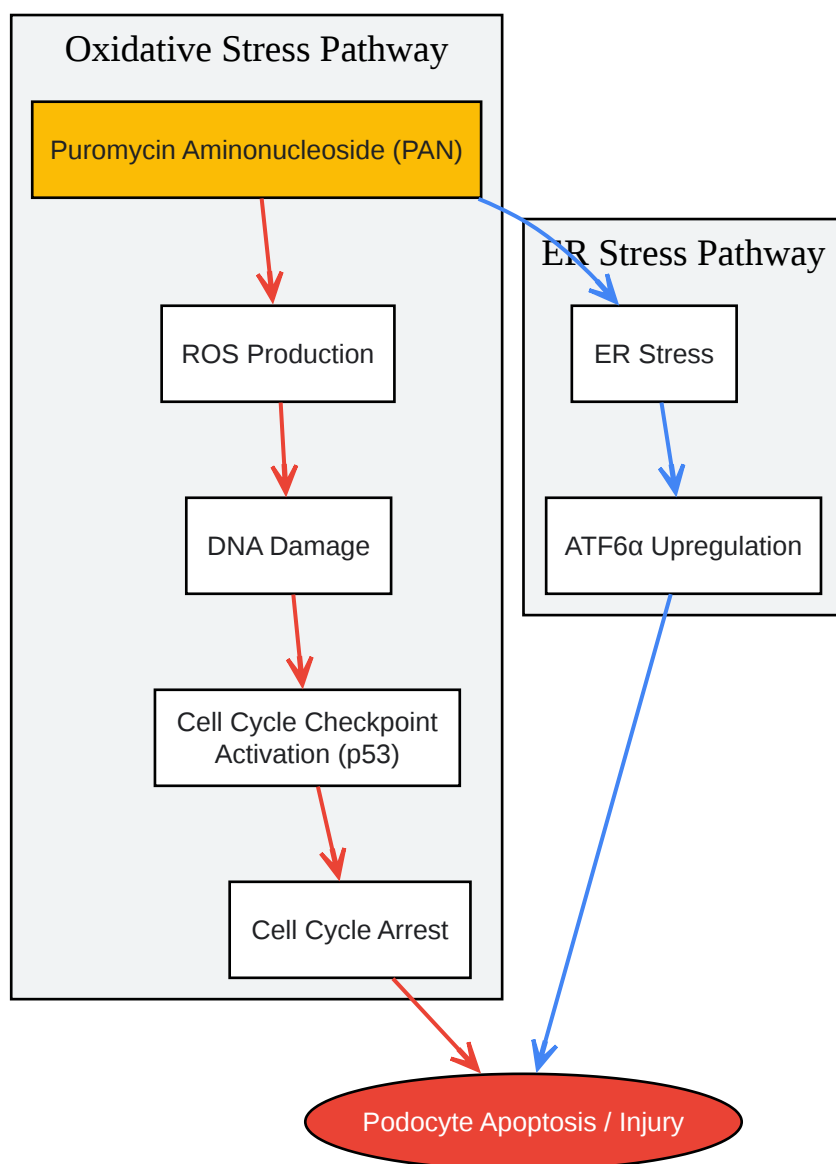 Oxidative Stress Pathway
Puromycin Aminonucleoside (PAN)
ROS Production
DNA Damage
Cell Cycle Checkpoint
Activation (p53)
Cell Cycle Arrest
ER Stress Pathway
ER Stress
ATF6α Upregulation
Podocyte Apoptosis / Injury